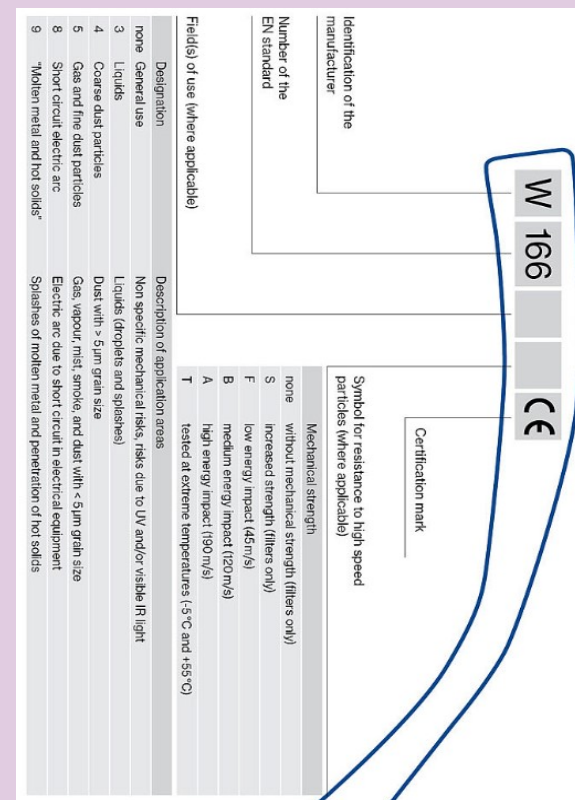 W 166 CE
Identification of the
manufacturer
Number of the
EN standard
Field(s) of use (where applicable)
Certification mark
Symbol for resistance to high speed
particles (where applicable)
Mechanical strength
none without mechanical strength (filters only)
S increased strength (filters only)
F low energy impact (45 m/s)
B medium energy impact (120 m/s)
A high energy impact (190 m/s)
T tested at extreme temperatures (-5 °C and +55 °C)
Designation Description of application areas
none General use Non specific mechanical risks, risks due to UV and/or visible IR light
3 Liquids Liquids (droplets and splashes)
4 Coarse dust particles Dust with > 5 µm grain size
5 Gas and fine dust particles Gas, vapour, mist, smoke, and dust with < 5 µm grain size
8 Short circuit electric arc Electric arc due to short circuit in electrical equipment
9 "Molten metal and hot solids" Splashes of molten metal and penetration of hot solids